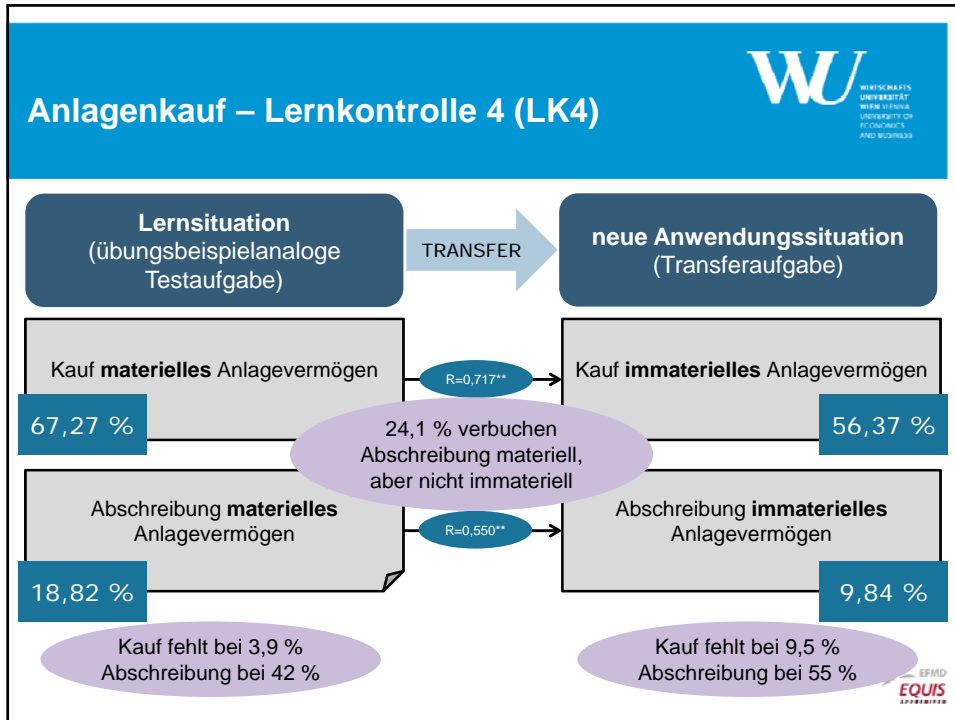 Anlagenkauf – Lernkontrolle 4 (LK4)
WU
WIRTSCHAFTS
UNIVERSITÄT
WIEN VIENNA
UNIVERSITY OF
ECONOMICS
AND BUSINESS
Lernsituation
(übungsbeispielanaloge
Testaufgabe)
TRANSFER
neue Anwendungssituation
(Transferaufgabe)
Kauf materielles Anlagevermögen
67,27 %
R=0,717**
Kauf immaterielles Anlagevermögen
56,37 %
24,1 % verbuchen
Abschreibung materiell,
aber nicht immateriell
Abschreibung materielles
Anlagevermögen
18,82 %
R=0,550**
Abschreibung immaterielles
Anlagevermögen
9,84 %
Kauf fehlt bei 3,9 %
Abschreibung bei 42 %
Kauf fehlt bei 9,5 %
Abschreibung bei 55 %
EFMD
EQUIS